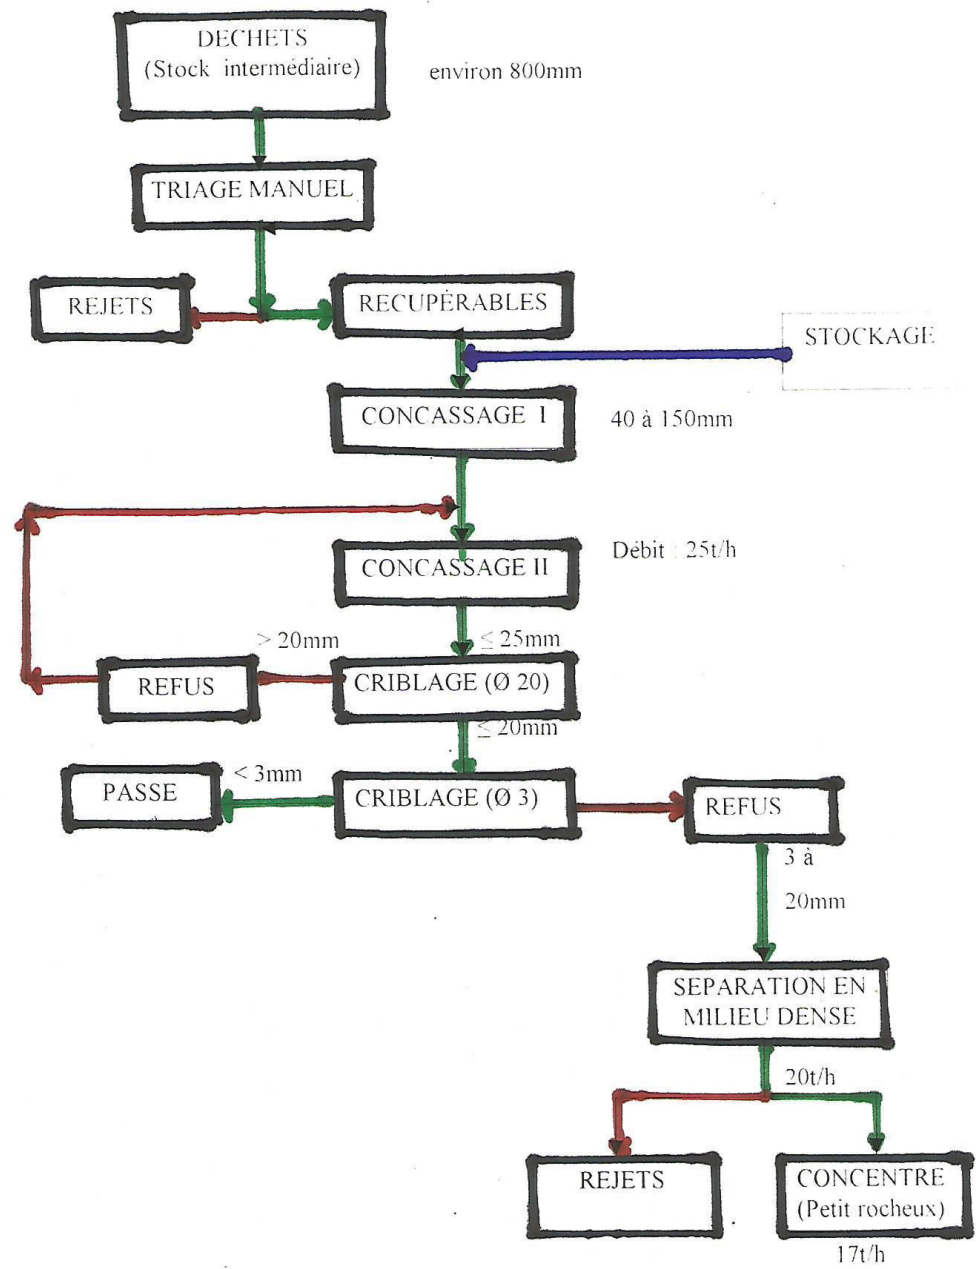 DECHETS
(Stock intermédiaire)
environ 800mm
TRIAGE MANUEL
REJETS
RECUPÉRABLES
STOCKAGE
CONCASSAGE I
40 à 150mm
CONCASSAGE II
Débit : 25t/h
> 20mm
≤ 25mm
REFUS
CRIBLAGE (Ø 20)
≤ 20mm
PASSE
< 3mm
CRIBLAGE (Ø 3)
REFUS
3 à
20mm
SEPARATION EN
MILIEU DENSE
20t/h
REJETS
CONCENTRE
(Petit rocheux)
17t/h